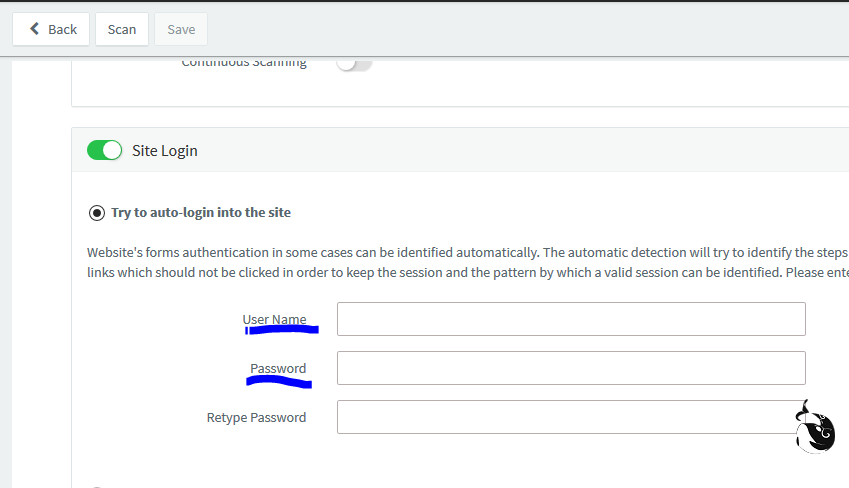 Back Scan Save
Continuous Scanning
Site Login
Try to auto-login into the site
Website's forms authentication in some cases can be identified automatically. The automatic detection will try to identify the steps
links which should not be clicked in order to keep the session and the pattern by which a valid session can be identified. Please ente
User Name
Password
Retype Password